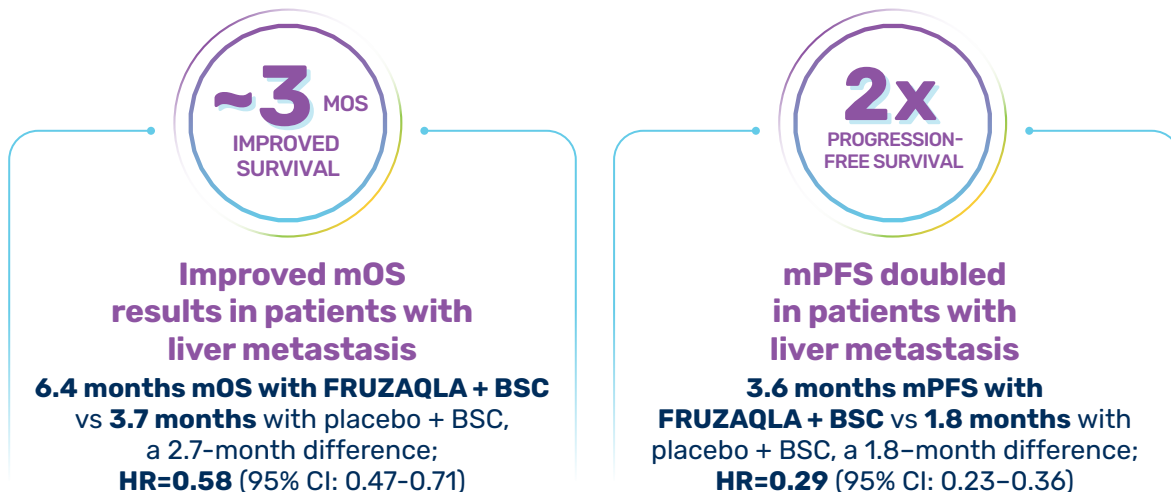 ~3 MOS
IMPROVED
SURVIVAL
Improved mOS
results in patients with
liver metastasis
6.4 months mOS with FRUZAQLA + BSC
vs 3.7 months with placebo + BSC,
a 2.7-month difference;
HR=0.58 (95% CI: 0.47-0.71)
2x
PROGRESSION-
FREE SURVIVAL
mPFS doubled
in patients with
liver metastasis
3.6 months mPFS with
FRUZAQLA + BSC vs 1.8 months with
placebo + BSC, a 1.8–month difference;
HR=0.29 (95% CI: 0.23–0.36)